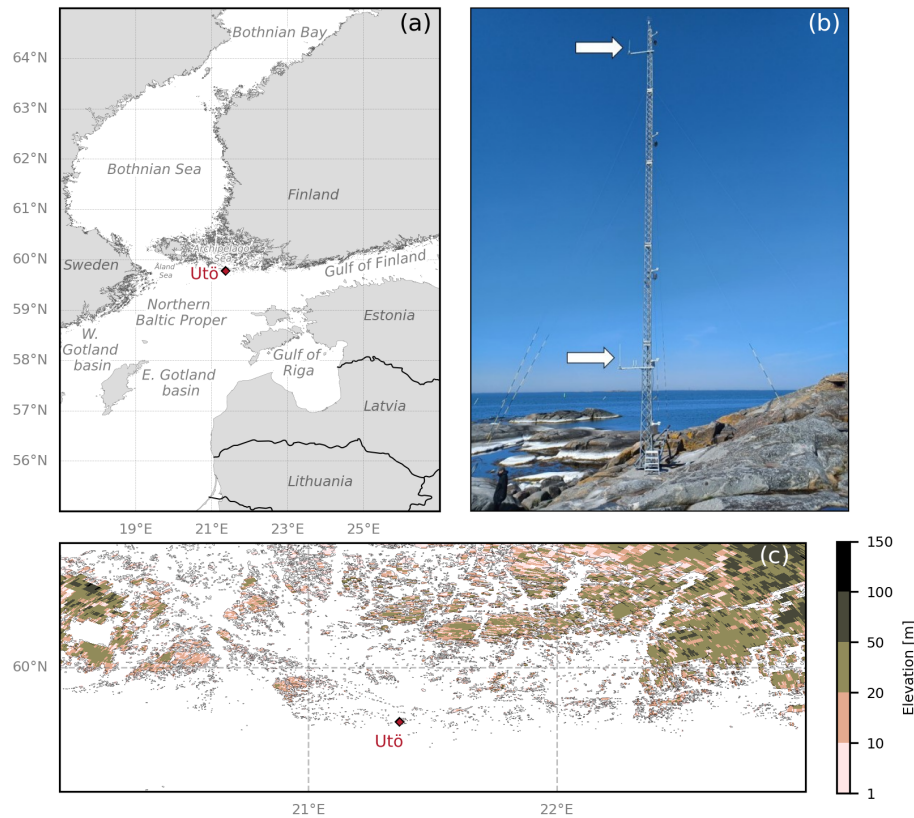 (a)
Bothnian Bay
64°N
63°N
62°N
61°N
60°N
59°N
58°N
57°N
56°N
Bothnian Sea
Finland
Archipelago
Sea
Sweden
Åland
Sea
Utö
Gulf of Finland
Northern
Baltic Proper
Estonia
W.
Gotland
basin
E. Gotland
basin
Gulf of
Riga
Latvia
Lithuania
19°E
21°E
23°E
25°E
(b)
(c)
60°N
Utö
21°E
22°E
150
100
50
20
10
1
Elevation [m]